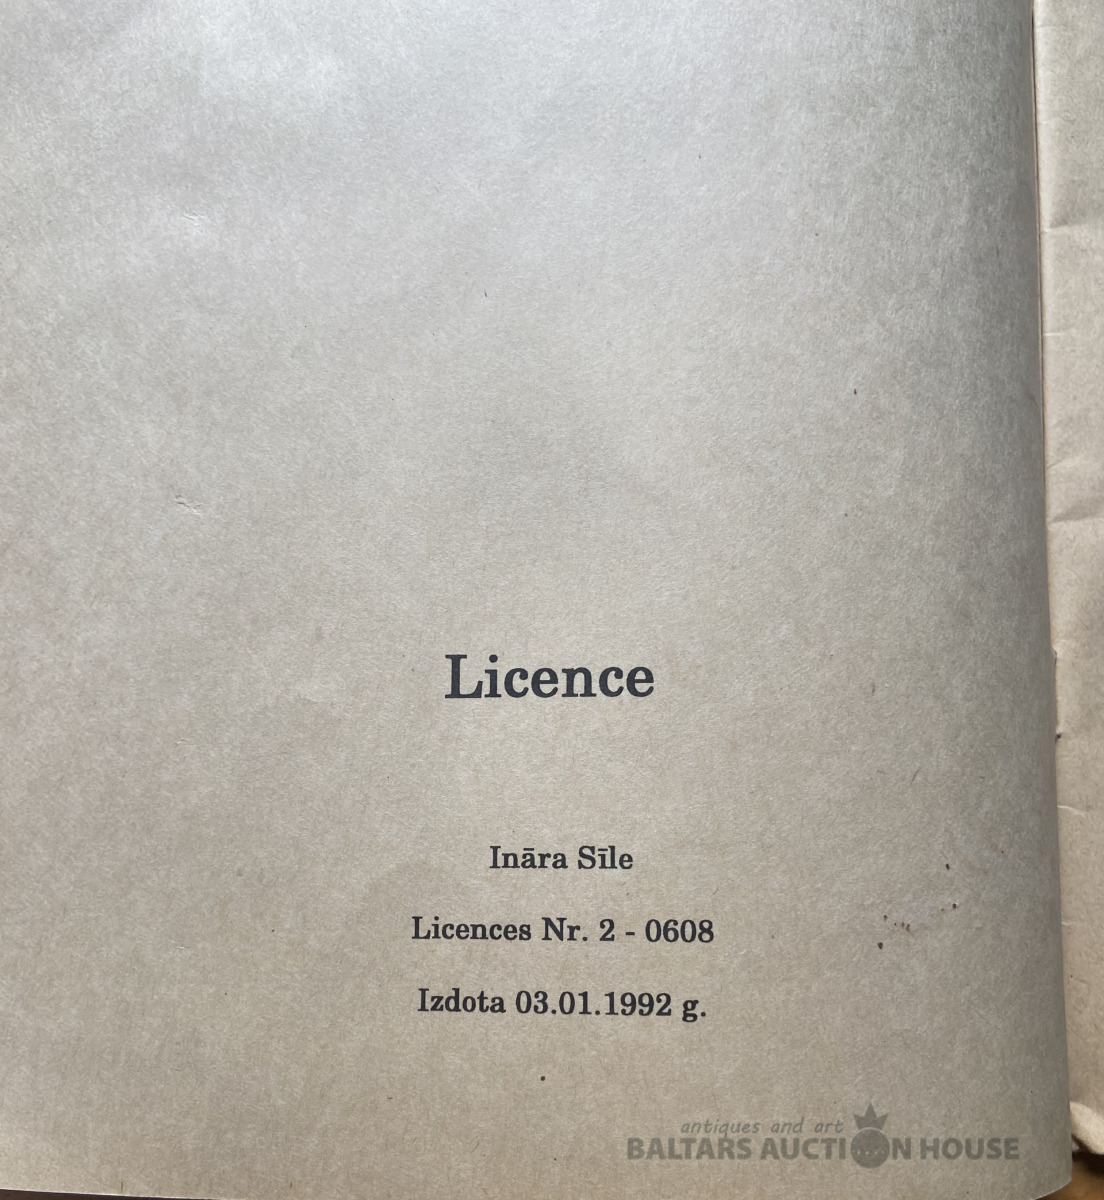 Licence
Ināra Sīle
Licences Nr. 2 - 0608
Izdota 03.01.1992 g.
antiques and art
BALTARS AUCTION HOUSE